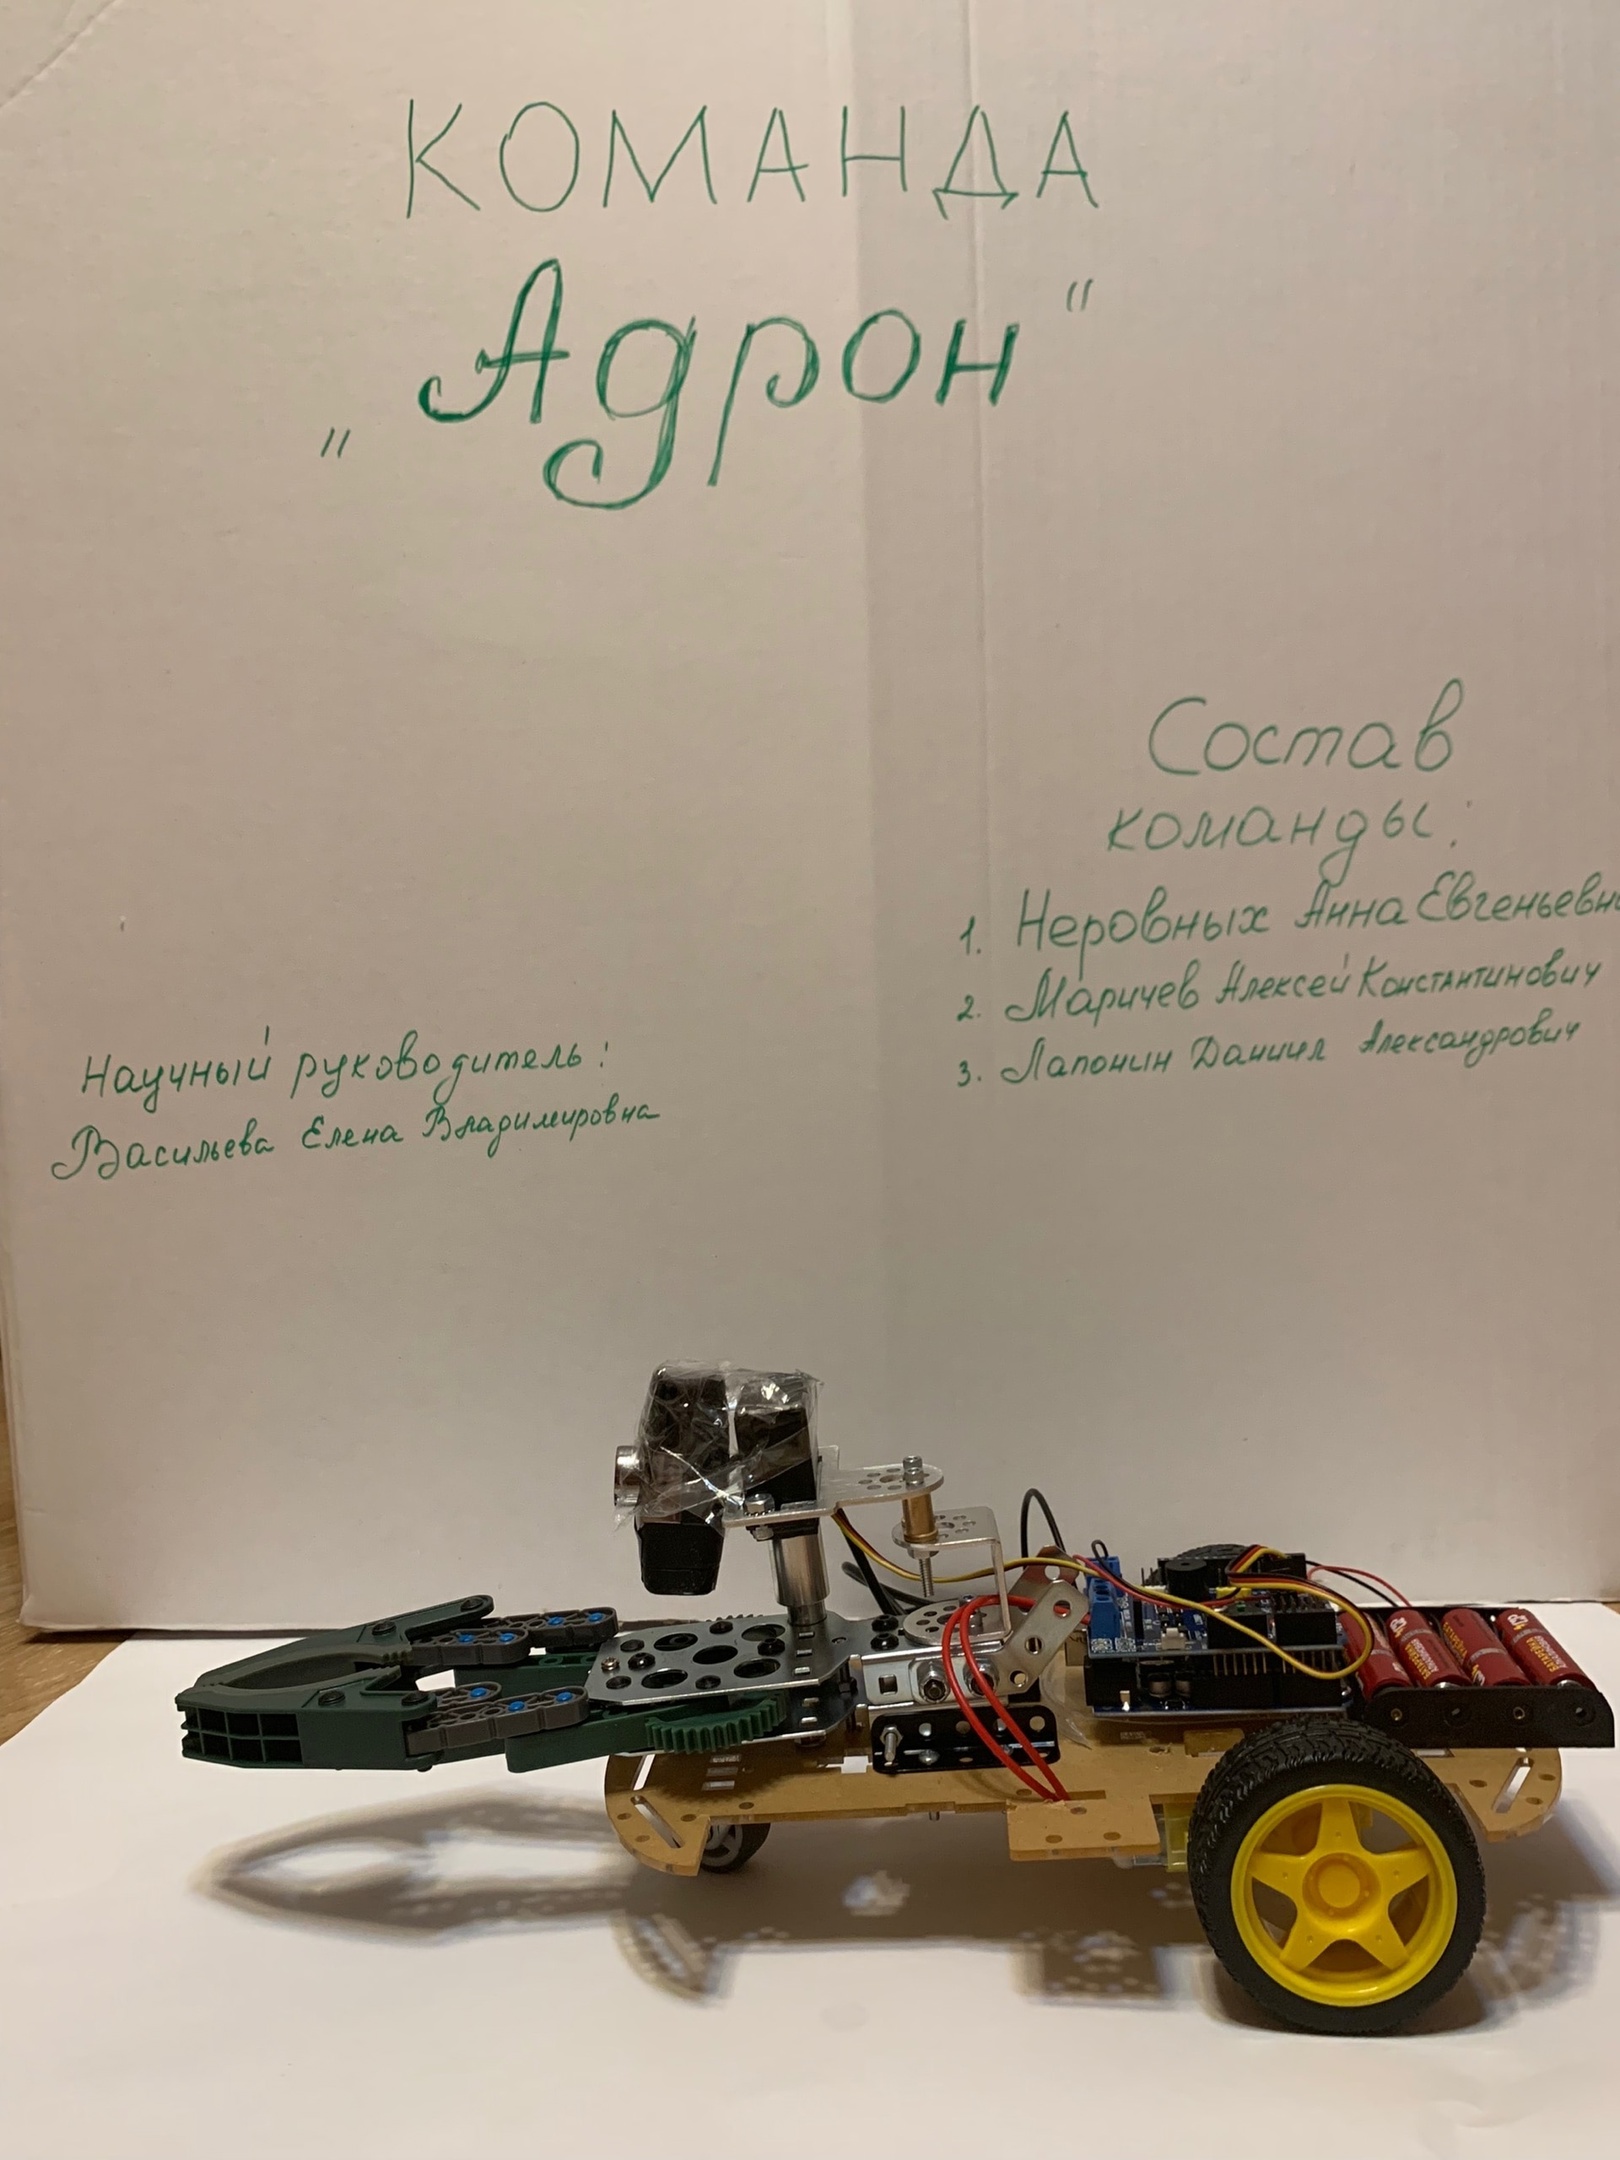 КОМАНДА
„Адрон“
Состав
команды:
1. Неровных Анна Евгеньевна
2. Маричев Алексей Константинович
3. Лапонин Даниил Александрович
Научный руководитель:
Васильева Елена Владимировна